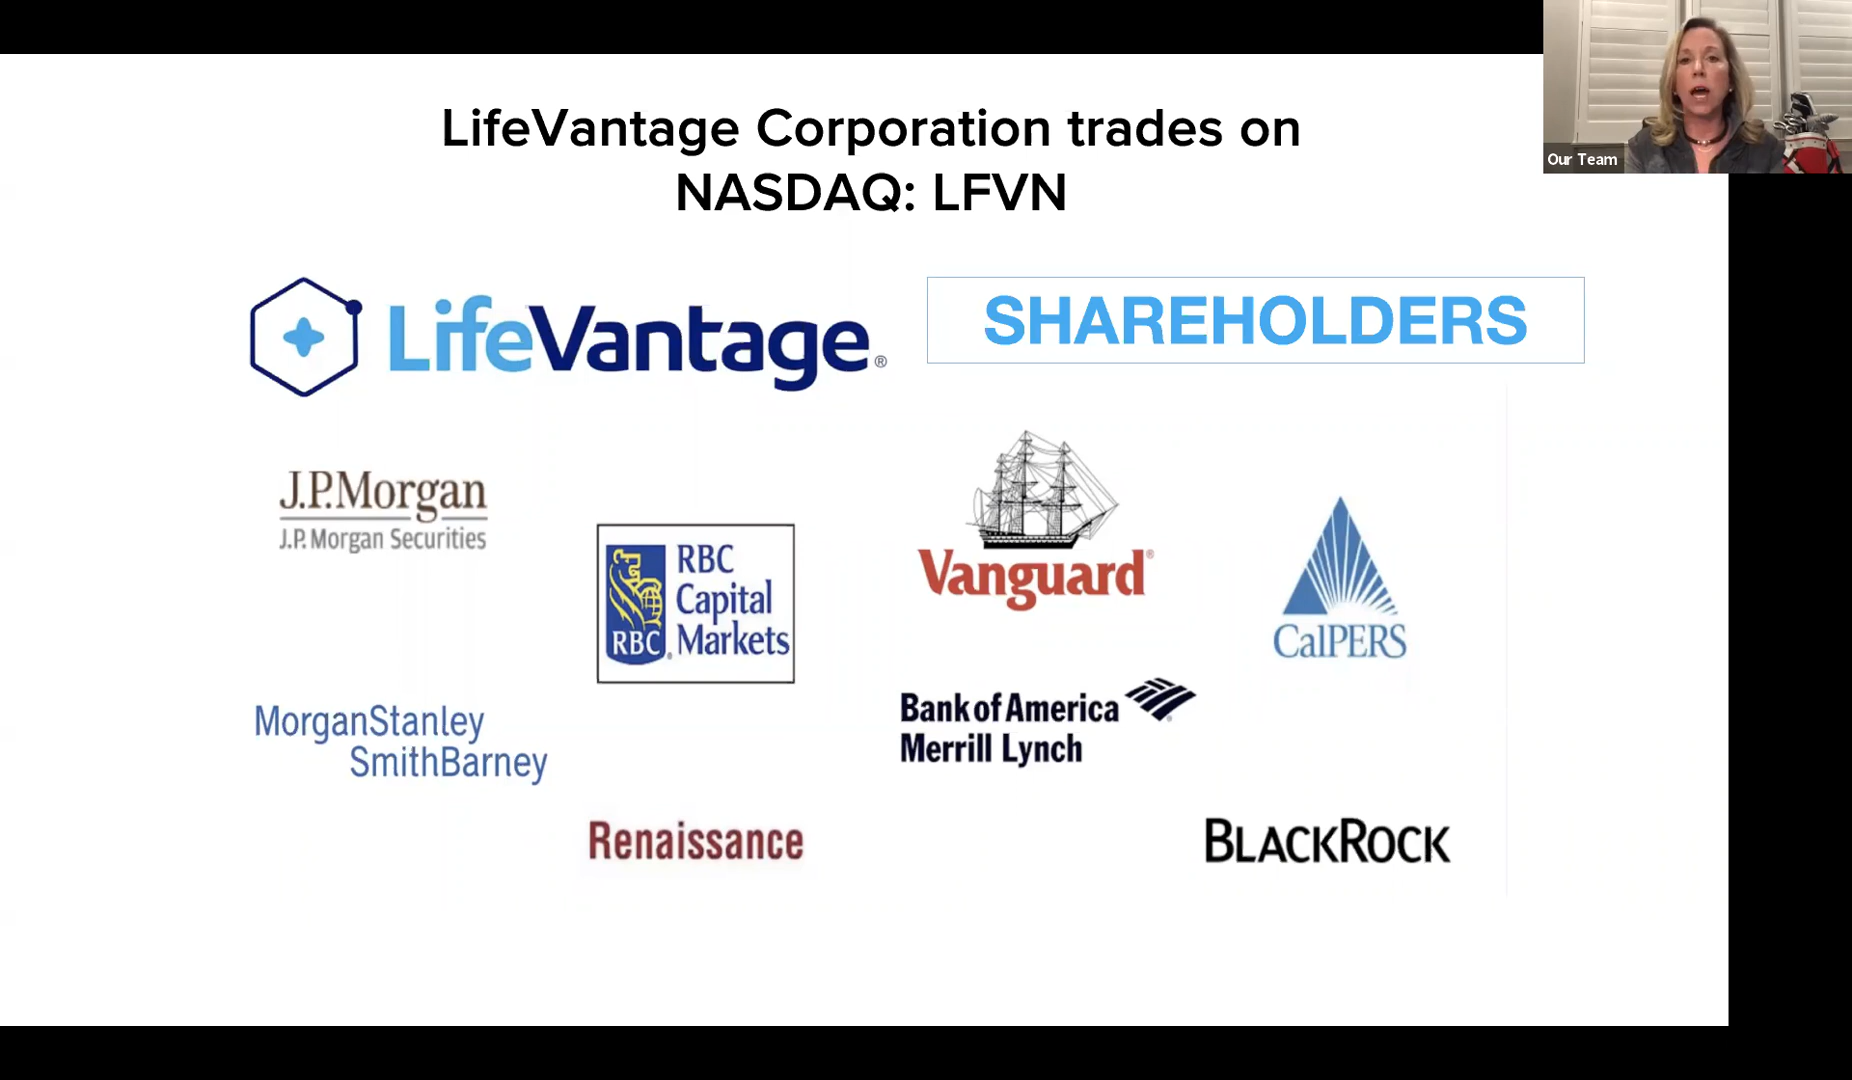 LifeVantage Corporation trades on
NASDAQ: LFVN
Our Team
LifeVantage®
SHAREHOLDERS
J.P.Morgan
J.P. Morgan Securities
RBC
Capital
Markets
RBC®
Vanguard®
CalPERS
MorganStanley
SmithBarney
Bank of America
Merrill Lynch
Renaissance
BLACKROCK